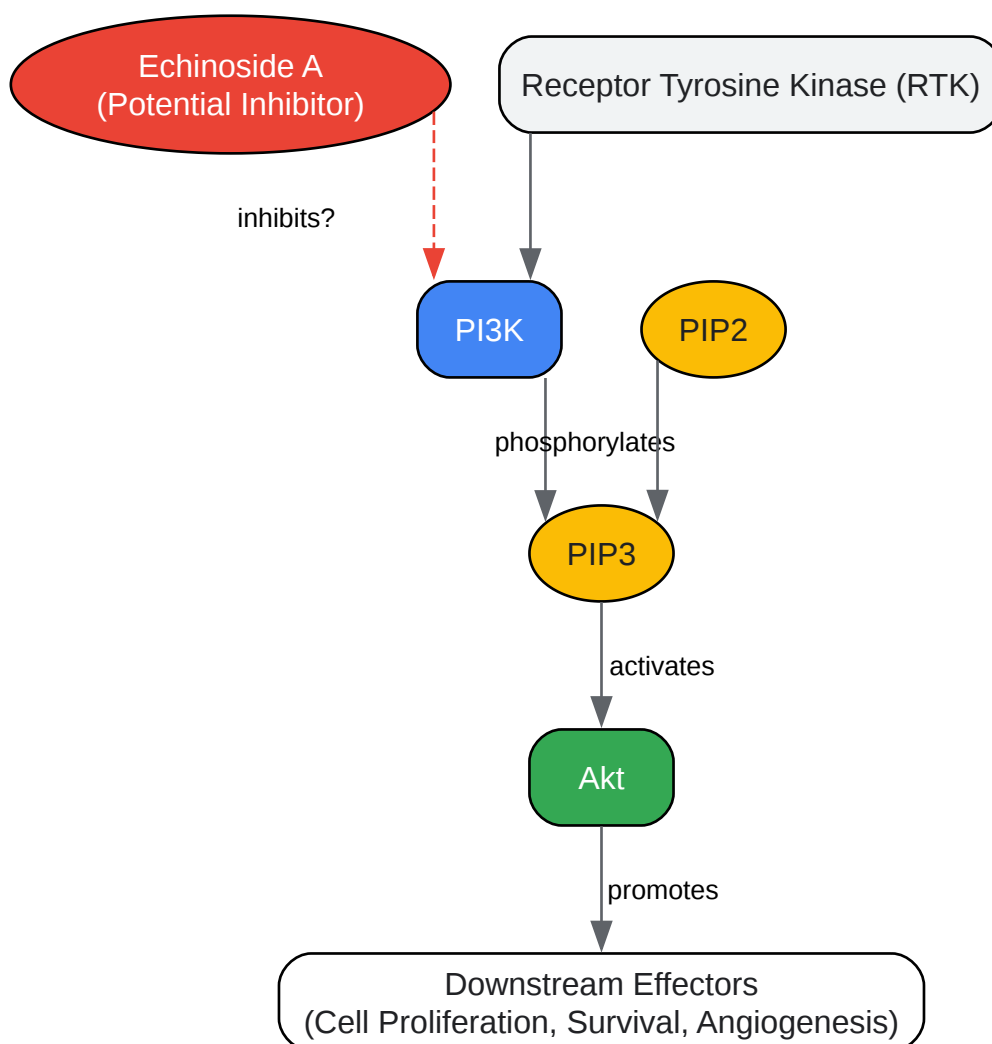 Echinoside A
(Potential Inhibitor)
Receptor Tyrosine Kinase (RTK)
inhibits?
PI3K
PIP2
phosphorylates
PIP3
activates
Akt
promotes
Downstream Effectors
(Cell Proliferation, Survival, Angiogenesis)